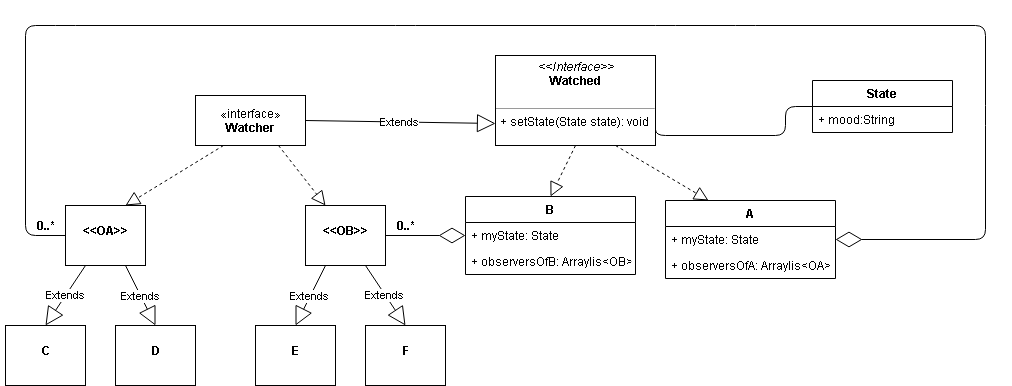 <<Interface>>
Watched
+ setState(State state): void
State
+ mood:String
«interface»
Watcher
Extends
0..*
<<OA>>
<<OB>>
0..*
B
+ myState: State
+ observersOfB: Arraylis<OB>
A
+ myState: State
+ observersOfA: Arraylis<OA>
Extends
Extends
Extends
Extends
C
D
E
F